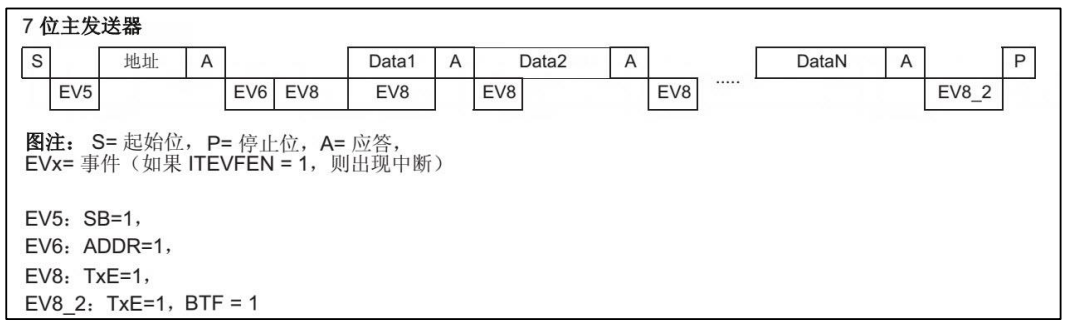 7 位主发送器
S 地址 A Data1 A Data2 A ..... DataN A P
EV5 EV6 EV8 EV8 EV8 EV8 EV8_2
图注： S= 起始位，P= 停止位，A= 应答，
EVx= 事件（如果 ITEVFEN = 1，则出现中断）
EV5：SB=1，
EV6：ADDR=1，
EV8：TxE=1，
EV8_2：TxE=1，BTF = 1